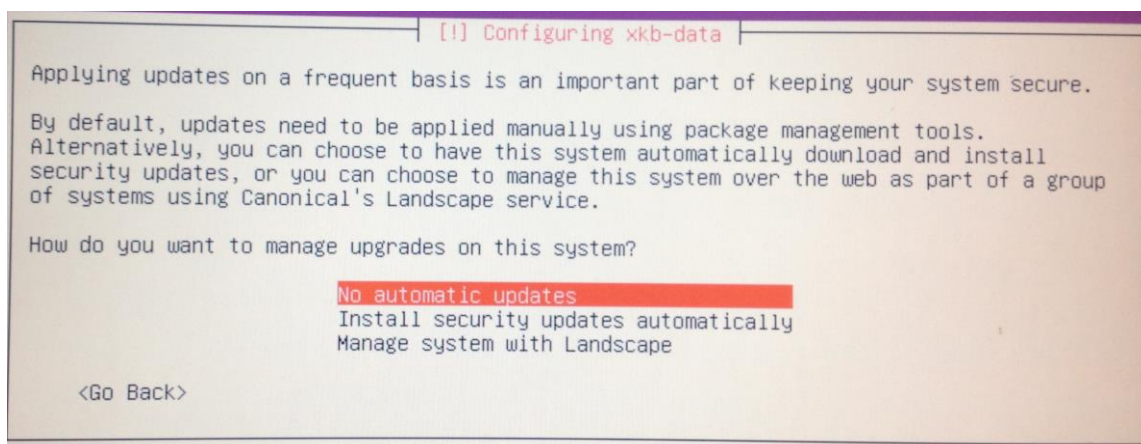 [!] Configuring xkb-data
Applying updates on a frequent basis is an important part of keeping your system secure.
By default, updates need to be applied manually using package management tools.
Alternatively, you can choose to have this system automatically download and install
security updates, or you can choose to manage this system over the web as part of a group
of systems using Canonical's Landscape service.
How do you want to manage upgrades on this system?
No automatic updates
Install security updates automatically
Manage system with Landscape
<Go Back>